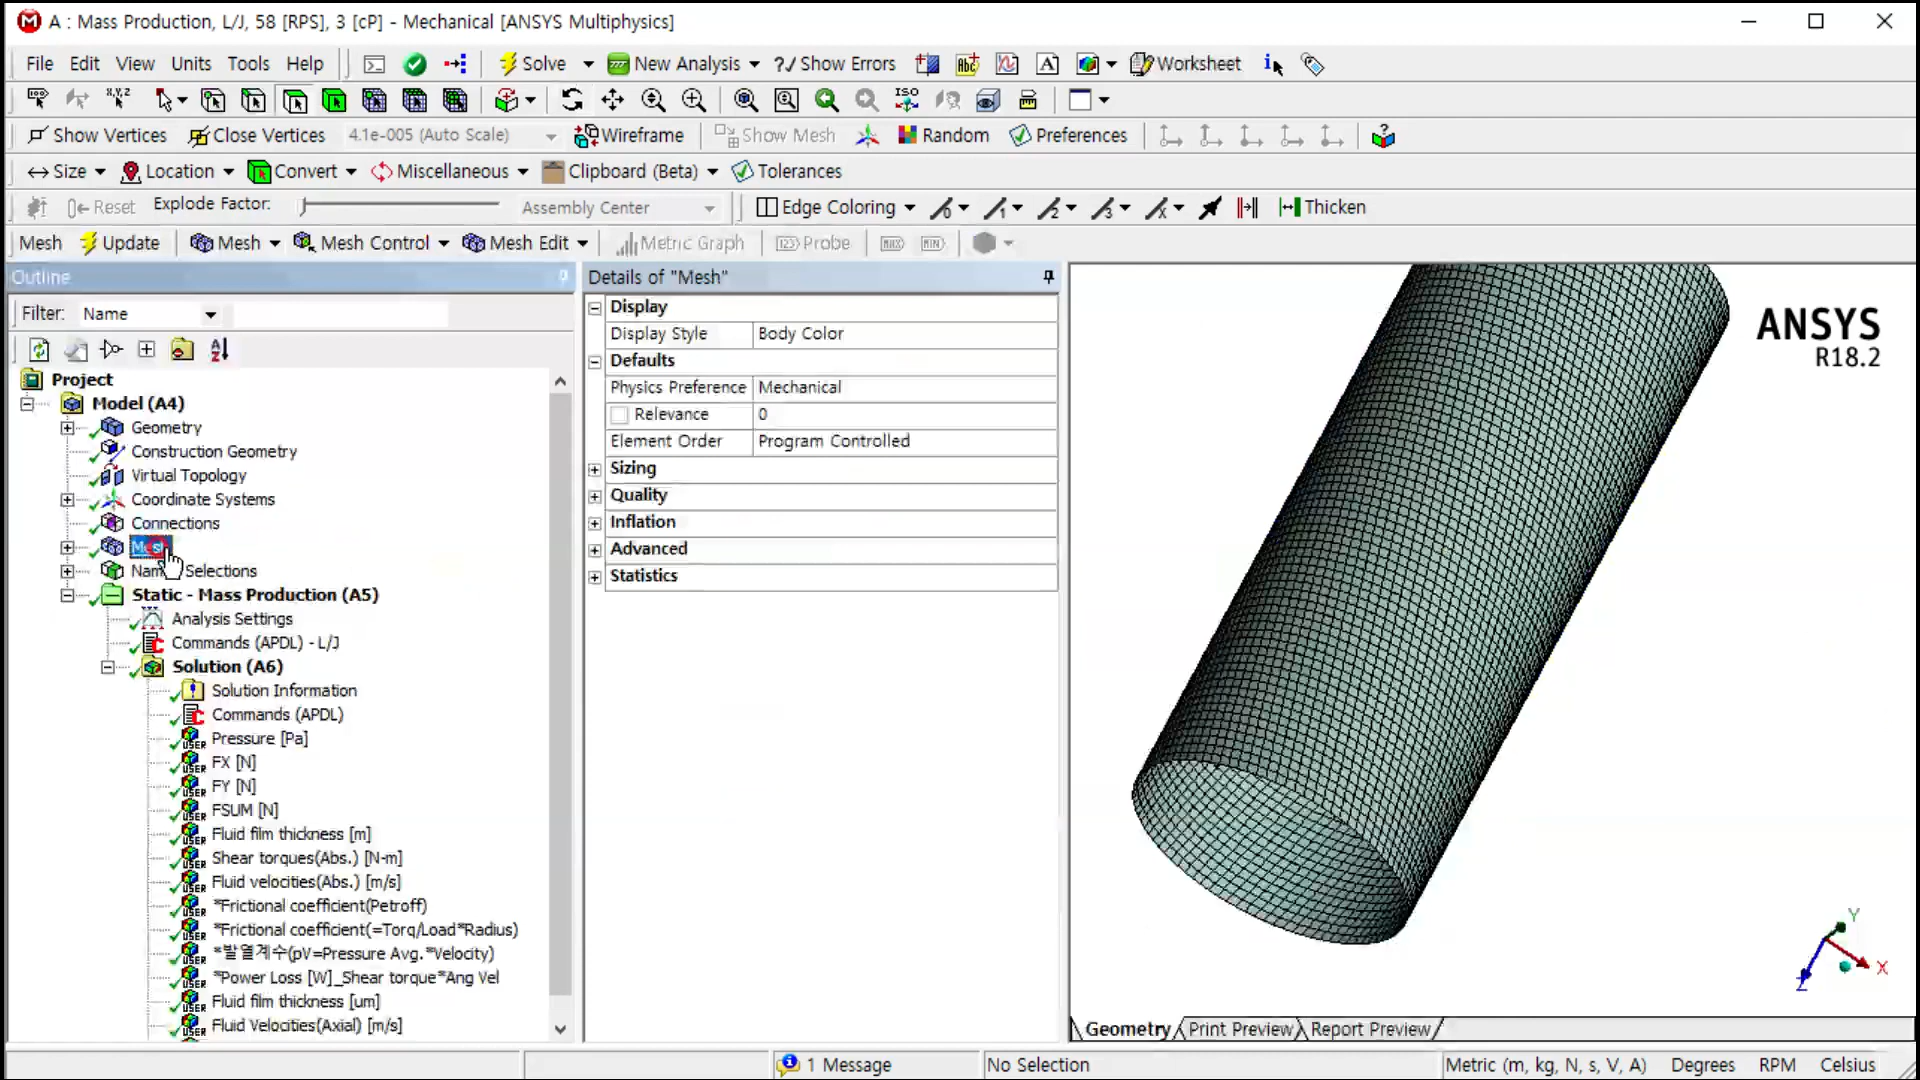 A : Mass Production, L/J, 58 [RPS], 3 [cP] - Mechanical [ANSYS Multiphysics]
File Edit View Units Tools Help Solve New Analysis ?✓ Show Errors Worksheet
Show Vertices Close Vertices 4.1e-005 (Auto Scale) Wireframe Show Mesh Random Preferences
Size Location Convert Miscellaneous Clipboard (Beta) Tolerances
Reset Explode Factor: Assembly Center Edge Coloring Thicken
Mesh Update Mesh Mesh Control Mesh Edit Metric Graph Probe MAX MIN
Outline
Filter: Name
Project
Model (A4)
Geometry
Construction Geometry
Virtual Topology
Coordinate Systems
Connections
Selections
Static - Mass Production (A5)
Analysis Settings
Commands (APDL) - L/J
Solution (A6)
Solution Information
Commands (APDL)
Pressure [Pa]
FX [N]
FY [N]
FSUM [N]
Fluid film thickness [m]
Shear torques(Abs.) [N-m]
Fluid velocities(Abs.) [m/s]
*Frictional coefficient(Petroff)
*Frictional coefficient(=Torq/Load*Radius)
*발열계수(pV=Pressure Avg.*Velocity)
*Power Loss [W]_Shear torque*Ang Vel
Fluid film thickness [um]
Fluid Velocities(Axial) [m/s]
Details of "Mesh"
Display
Display Style Body Color
Defaults
Physics Preference Mechanical
Relevance 0
Element Order Program Controlled
Sizing
Quality
Inflation
Advanced
Statistics
ANSYS
R18.2
Y
X
Z
Geometry Print Preview Report Preview
1 Message No Selection Metric (m, kg, N, s, V, A) Degrees RPM Celsius